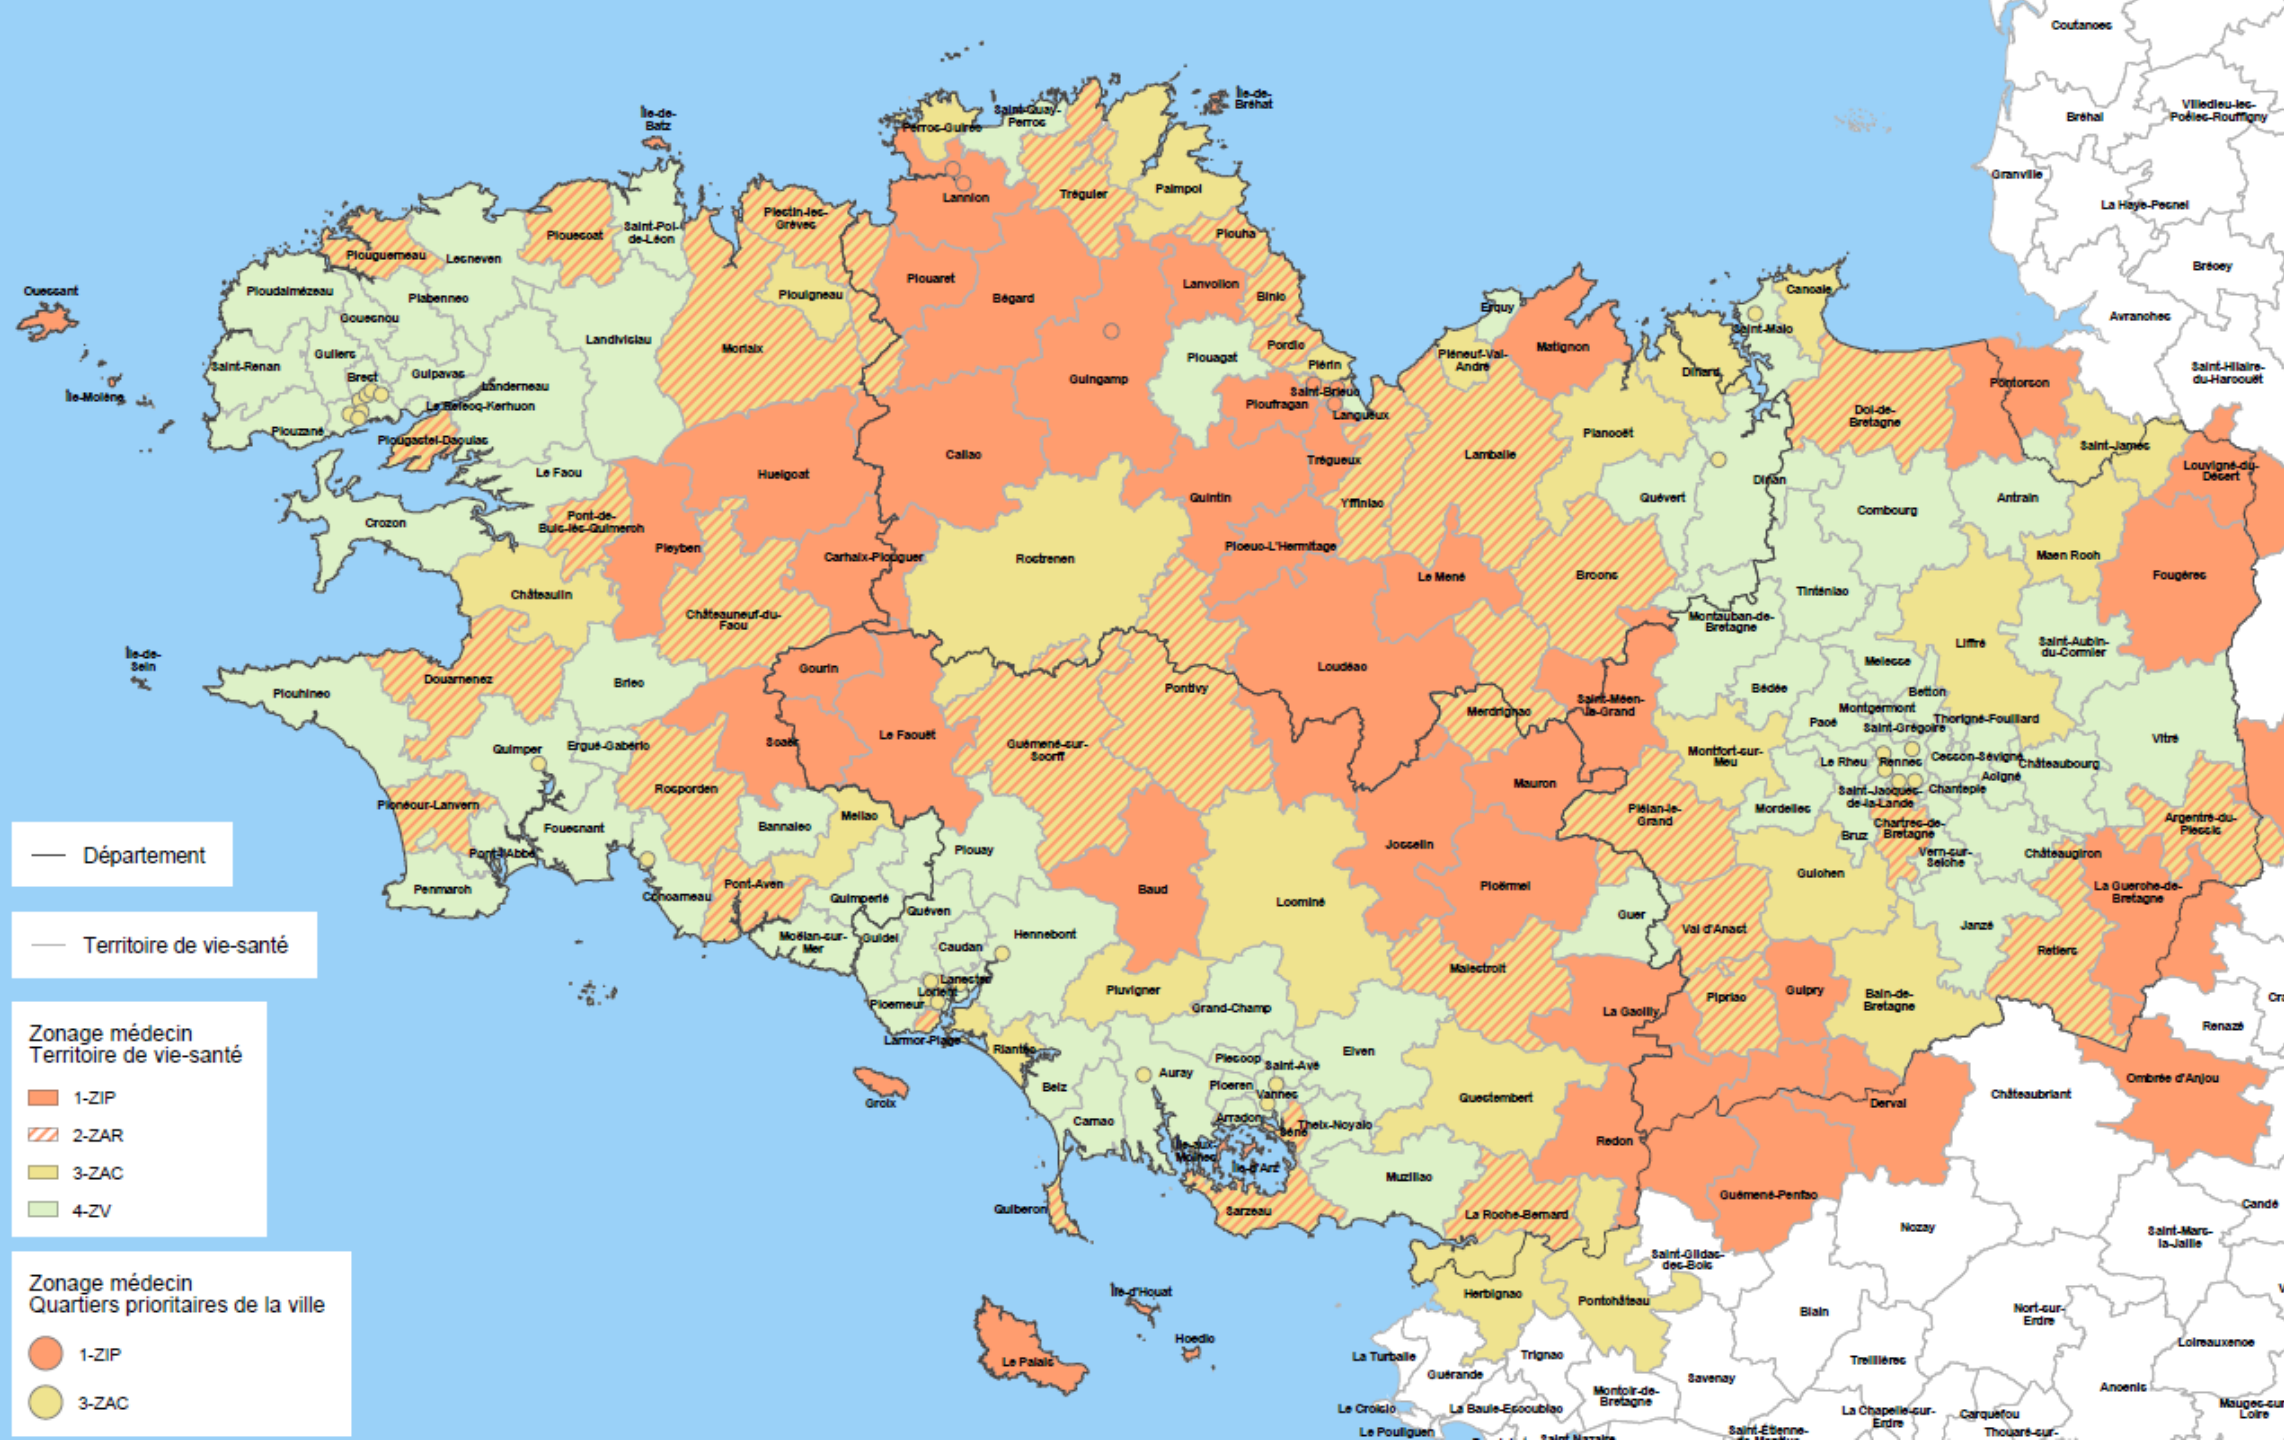 Coutances
Villedieu-les-
Poêles-Rouffigny
Bréhal
Granville
La Haye-Pesnel
Brécey
Avranches
Saint-Hilaire-
du-Harcouët
Île-de-
Bréhat
Saint-Quay-
Perros
Perros-Guirec
Île-de-
Batz
Lannion
Tréguier
Paimpol
Plestin-les-
Grèves
Plouescat
Saint-Pol-
de-Léon
Plouguerneau
Lesneven
Plouha
Ouessant
Ploudalmézeau
Plabennec
Plouigneau
Plouaret
Bégard
Lanvollon
Binic
Gouesnou
Erquy
Cancale
Saint-Malo
Landivisiau
Morlaix
Plouagat
Pordic
Plérin
Pléneuf-Val-
André
Matignon
Dinard
Pontorson
Saint-Renan
Guilers
Brest
Guipavas
Landerneau
Île-Molène
Le Relecq-Kerhuon
Guingamp
Saint-Brieuc
Ploufragan
Langueux
Dol-de-
Bretagne
Plouzané
Plougastel-Daoulas
Plancoët
Saint-James
Louvigné-du-
Désert
Le Faou
Huelgoat
Callac
Trégueux
Lamballe
Dinan
Quévert
Antrain
Combourg
Crozon
Pont-de-
Buis-lès-Quimerch
Pleyben
Quintin
Yffiniac
Carhaix-Plouguer
Rostrenen
Ploeuc-L'Hermitage
Le Mené
Broons
Maen Roch
Fougères
Châteaulin
Châteauneuf-du-
Faou
Tinténiac
Montauban-de-
Bretagne
Liffré
Saint-Aubin-
du-Cormier
Île-de-
Sein
Plouhinec
Douarnenez
Briec
Gourin
Loudéac
Pontivy
Melesse
Bédée
Betton
Merdrignac
Saint-Méen-
le-Grand
Montgermont
Pacé
Saint-Grégoire
Thorigné-Fouillard
Quimper
Ergué-Gabéric
Scaër
Le Faouët
Guémené-sur-
Scorff
Montfort-sur-
Meu
Vitré
Le Rheu
Rennes
Cesson-Sévigné
Châteaubourg
Acigné
Rosporden
Mauron
Saint-Jacques-
de-la-Lande
Chantepie
Plonéour-Lanvern
Fouesnant
Bannalec
Mellac
Plélan-le-
Grand
Mordelles
Chartres-de-
Bretagne
Argentré-du-
Plessis
Bruz
Pont-l'Abbé
Plouay
Josselin
Vern-sur-
Seiche
Châteaugiron
Penmarch
Concarneau
Pont-Aven
Quimperlé
Baud
Ploërmel
Guichen
La Guerche-de-
Bretagne
Locminé
Quéven
Guer
Val d'Anast
Janzé
Moëlan-sur-
Mer
Guidel
Caudan
Hennebont
Retiers
Malestroit
Lanester
Lorient
Ploemeur
Pluvigner
Grand-Champ
Pipriac
Guipry
Bain-de-
Bretagne
La Gacilly
Renazé
Larmor-Plage
Riantec
Elven
Plescop
Saint-Avé
Belz
Auray
Ploeren
Vannes
Groix
Questembert
Châteaubriant
Ombrée d'Anjou
Derval
Carnac
Arradon
Séné
Theix-Noyalo
Redon
Île-aux-
Moines
Île-d'Arz
Muzillac
Guémené-Penfao
Candé
Quiberon
Sarzeau
La Roche-Bernard
Nozay
Saint-Mars-
la-Jaille
Saint-Gildas-
des-Bois
Île-d'Houat
Herbignac
Pontchâteau
Blain
Nort-sur-
Erdre
Hoedic
Loireauxence
Le Palais
La Turballe
Guérande
Trignac
Savenay
Treillières
Ancenis
Montoir-de-
Bretagne
Le Croisic
La Baule-Escoublac
La Chapelle-sur-
Erdre
Carquefou
Mauges-sur-
Loire
Le Pouliguen
Saint-Nazaire
Saint-Étienne-
de-Montluc
Thouaré-sur-
Département
Territoire de vie-santé
Zonage médecin
Territoire de vie-santé
1-ZIP
2-ZAR
3-ZAC
4-ZV
Zonage médecin
Quartiers prioritaires de la ville
1-ZIP
3-ZAC